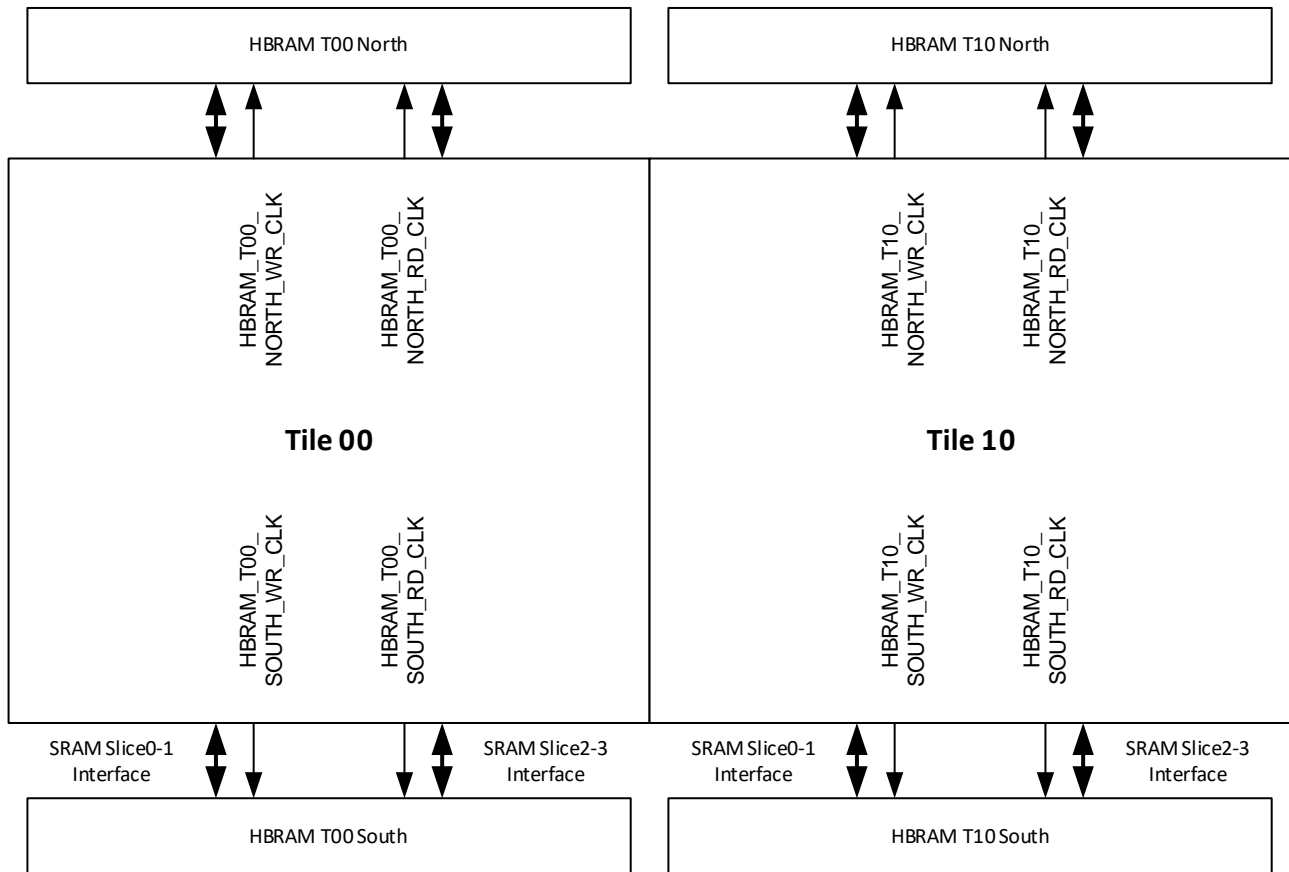 HBRAM T00 North
HBRAM T10 North
HBRAM_T00_
NORTH_WR_CLK
HBRAM_T00_
NORTH_RD_CLK
HBRAM_T10_
NORTH_WR_CLK
HBRAM_T10_
NORTH_RD_CLK
Tile 00
Tile 10
HBRAM_T00_
SOUTH_WR_CLK
HBRAM_T00_
SOUTH_RD_CLK
HBRAM_T10_
SOUTH_WR_CLK
HBRAM_T10_
SOUTH_RD_CLK
SRAM Slice0-1
Interface
SRAM Slice2-3
Interface
SRAM Slice0-1
Interface
SRAM Slice2-3
Interface
HBRAM T00 South
HBRAM T10 South